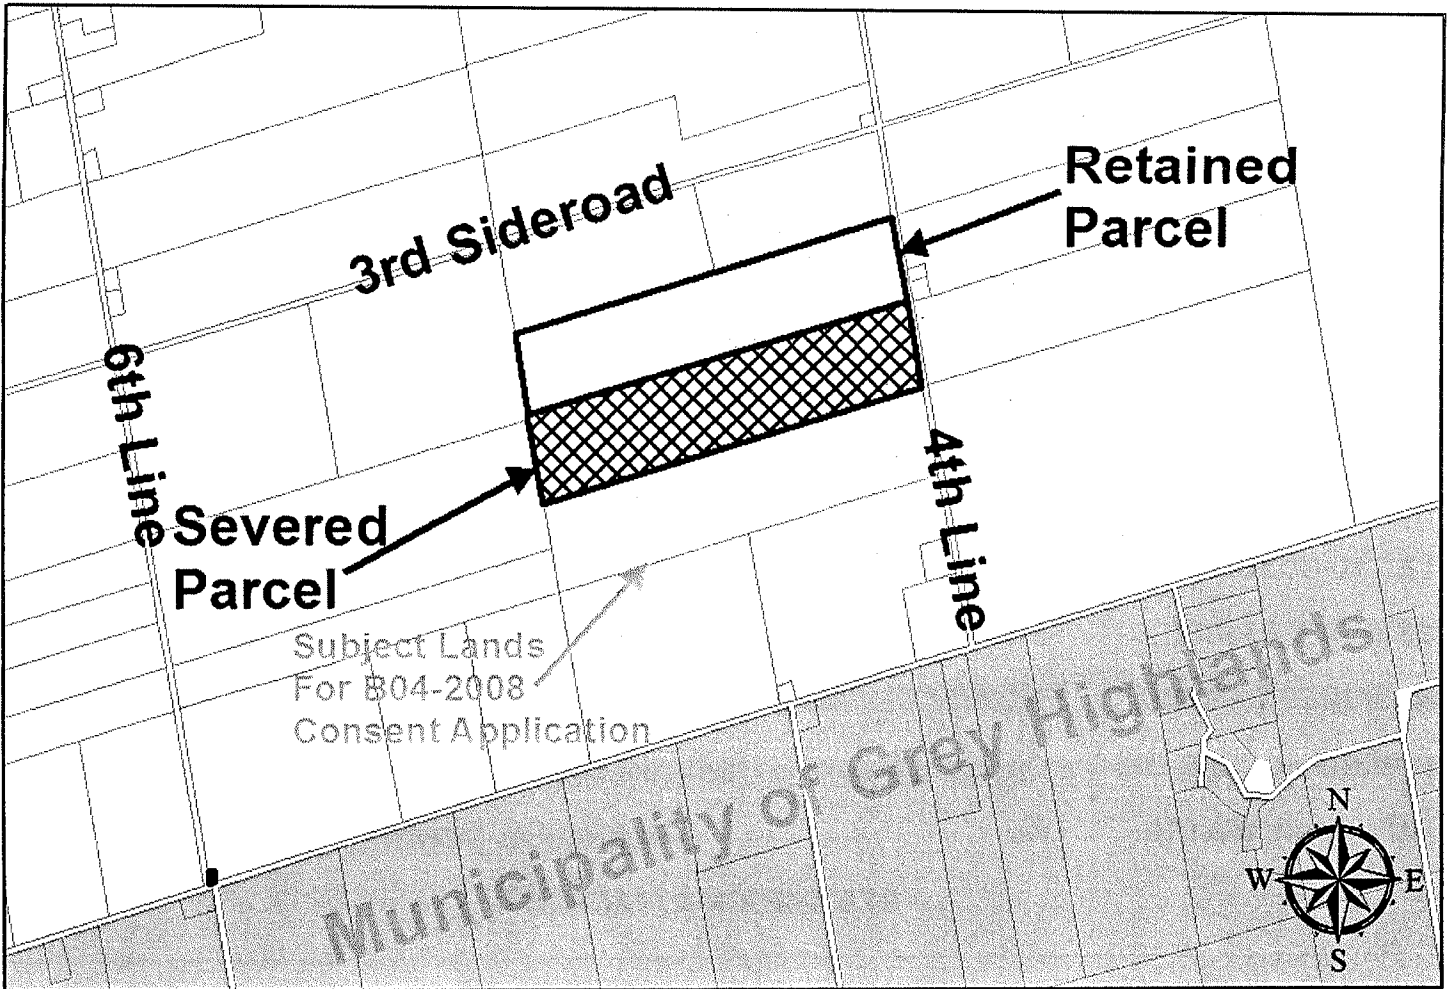 Retained
Parcel
3rd Sideroad
6th Line
4th Line
Severed
Parcel
Subject Lands
For B04-2008
Consent Application
Municipality of Grey Highlands
N
W
E
S